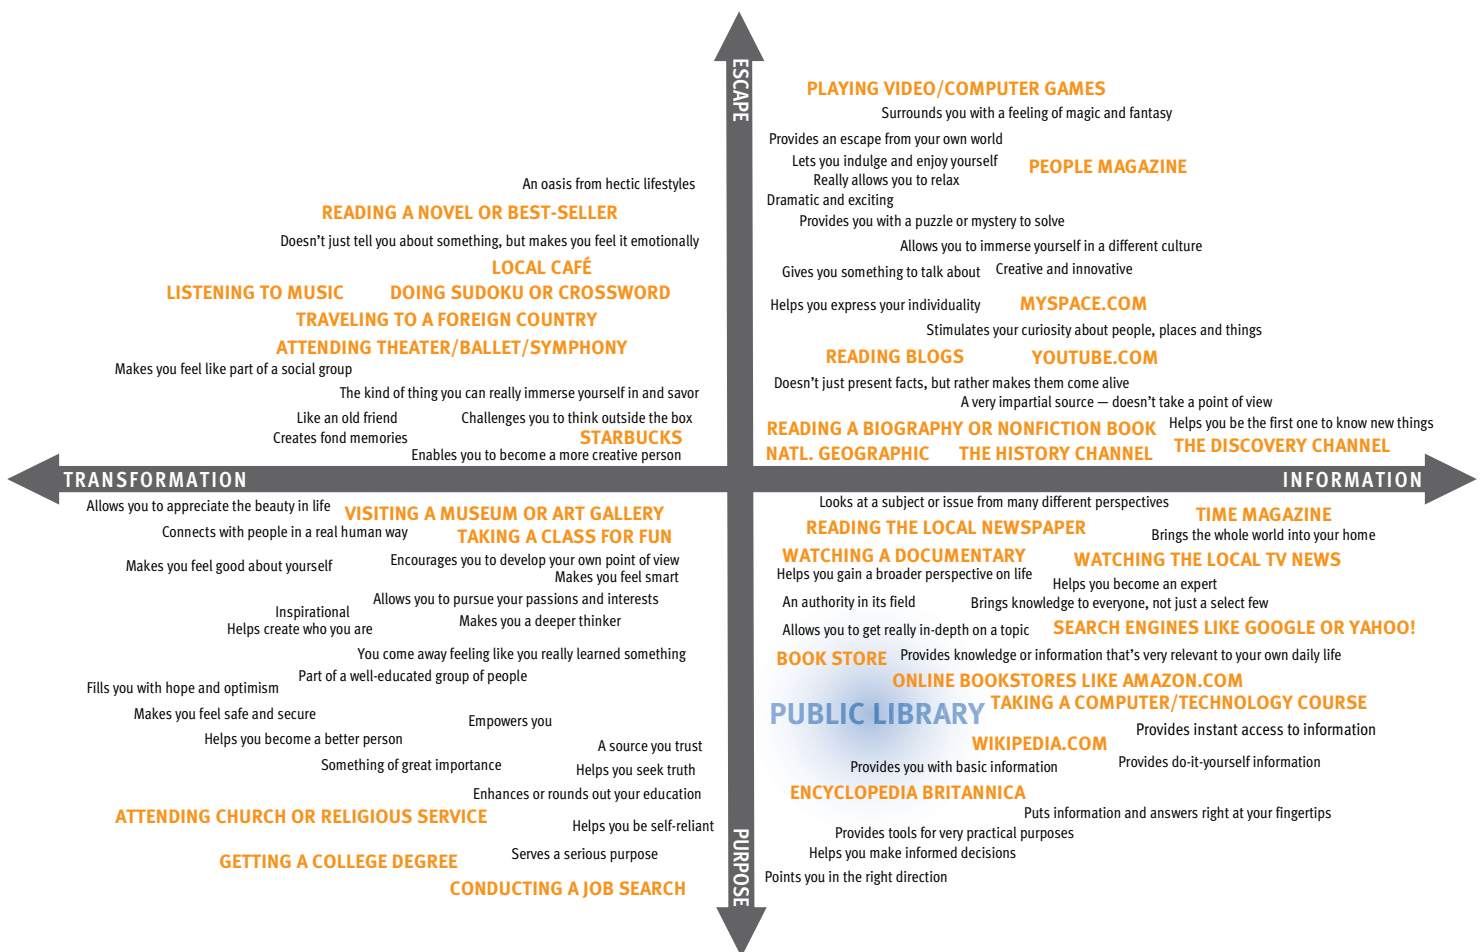 ESCAPE
PLAYING VIDEO/COMPUTER GAMES
Surrounds you with a feeling of magic and fantasy
Provides an escape from your own world
Lets you indulge and enjoy yourself
PEOPLE MAGAZINE
Really allows you to relax
Dramatic and exciting
Provides you with a puzzle or mystery to solve
Allows you to immerse yourself in a different culture
Gives you something to talk about
Creative and innovative
Helps you express your individuality
MYSPACE.COM
Stimulates your curiosity about people, places and things
READING BLOGS
YOUTUBE.COM
Doesn't just present facts, but rather makes them come alive
A very impartial source — doesn't take a point of view
READING A BIOGRAPHY OR NONFICTION BOOK
Helps you be the first one to know new things
NATL. GEOGRAPHIC
THE HISTORY CHANNEL
THE DISCOVERY CHANNEL
An oasis from hectic lifestyles
READING A NOVEL OR BEST-SELLER
Doesn't just tell you about something, but makes you feel it emotionally
LOCAL CAFÉ
LISTENING TO MUSIC
DOING SUDOKU OR CROSSWORD
TRAVELING TO A FOREIGN COUNTRY
ATTENDING THEATER/BALLET/SYMPHONY
Makes you feel like part of a social group
The kind of thing you can really immerse yourself in and savor
Like an old friend
Challenges you to think outside the box
Creates fond memories
STARBUCKS
Enables you to become a more creative person
TRANSFORMATION
INFORMATION
Allows you to appreciate the beauty in life
VISITING A MUSEUM OR ART GALLERY
Connects with people in a real human way
TAKING A CLASS FOR FUN
Makes you feel good about yourself
Encourages you to develop your own point of view
Makes you feel smart
Allows you to pursue your passions and interests
Inspirational
Makes you a deeper thinker
Helps create who you are
You come away feeling like you really learned something
Part of a well-educated group of people
Fills you with hope and optimism
Makes you feel safe and secure
Empowers you
Helps you become a better person
A source you trust
Something of great importance
Helps you seek truth
Enhances or rounds out your education
ATTENDING CHURCH OR RELIGIOUS SERVICE
Helps you be self-reliant
GETTING A COLLEGE DEGREE
Serves a serious purpose
CONDUCTING A JOB SEARCH
Looks at a subject or issue from many different perspectives
TIME MAGAZINE
READING THE LOCAL NEWSPAPER
Brings the whole world into your home
WATCHING A DOCUMENTARY
WATCHING THE LOCAL TV NEWS
Helps you gain a broader perspective on life
Helps you become an expert
An authority in its field
Brings knowledge to everyone, not just a select few
Allows you to get really in-depth on a topic
SEARCH ENGINES LIKE GOOGLE OR YAHOO!
BOOK STORE
Provides knowledge or information that's very relevant to your own daily life
ONLINE BOOKSTORES LIKE AMAZON.COM
PUBLIC LIBRARY
TAKING A COMPUTER/TECHNOLOGY COURSE
Provides instant access to information
WIKIPEDIA.COM
Provides you with basic information
Provides do-it-yourself information
ENCYCLOPEDIA BRITANNICA
Puts information and answers right at your fingertips
Provides tools for very practical purposes
Helps you make informed decisions
Points you in the right direction
PURPOSE